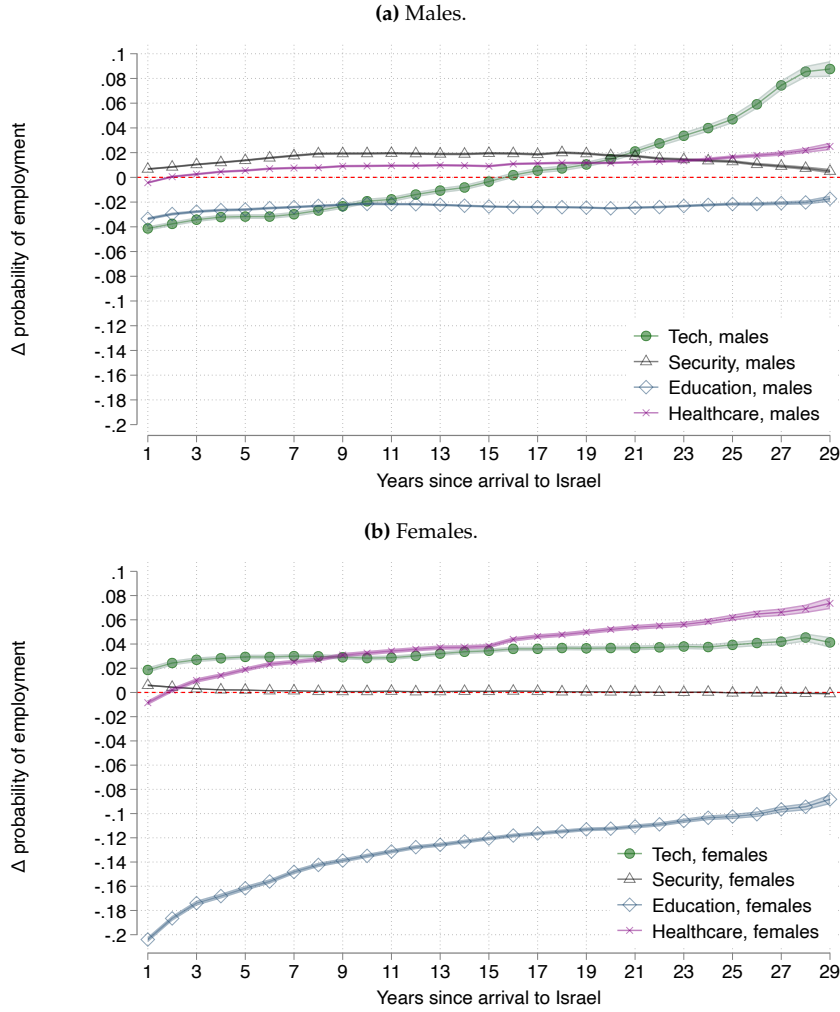 (a) Males.
Δ probability of employment
.1
.08
.06
.04
.02
0
-.02
-.04
-.06
-.08
-.1
-.12
-.14
-.16
-.18
-.2
Tech, males
Security, males
Education, males
Healthcare, males
1 3 5 7 9 11 13 15 17 19 21 23 25 27 29
Years since arrival to Israel
(b) Females.
Δ probability of employment
.1
.08
.06
.04
.02
0
-.02
-.04
-.06
-.08
-.1
-.12
-.14
-.16
-.18
-.2
Tech, females
Security, females
Education, females
Healthcare, females
1 3 5 7 9 11 13 15 17 19 21 23 25 27 29
Years since arrival to Israel